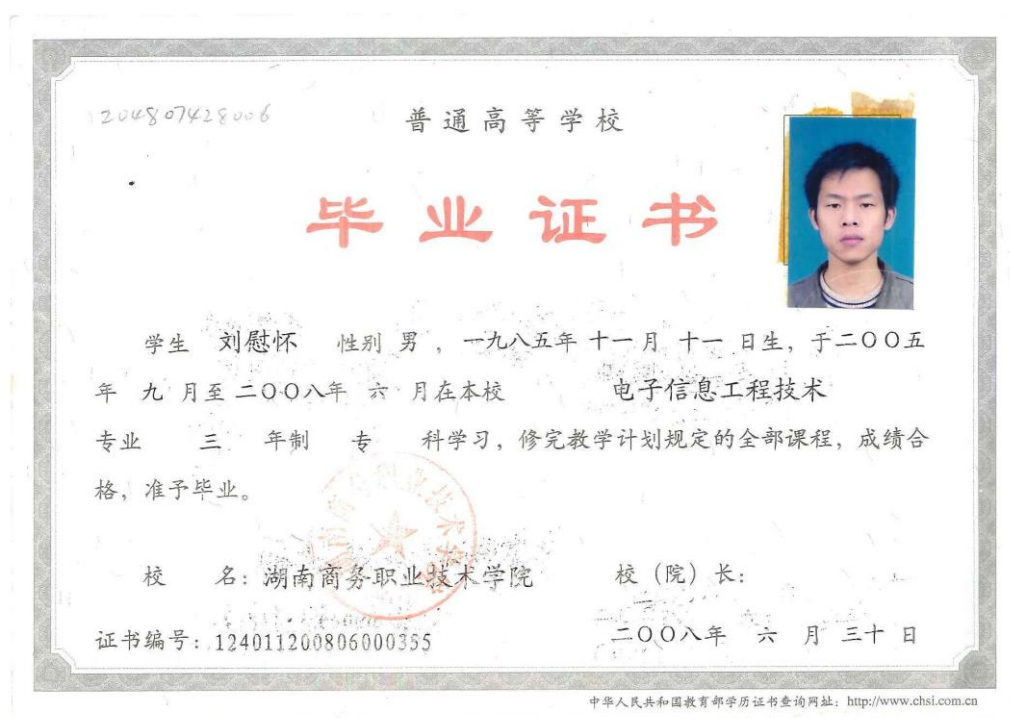 1204807428006
普通高等学校
毕业证书
学生 刘慰怀 性别 男 ，一九八五年 十一月 十一 日生，于二〇〇五
年 九 月至二〇〇八年 六 月在本校 电子信息工程技术
专业 三 年制 专 科学习，修完教学计划规定的全部课程，成绩合
格，准予毕业。
校 名：湖南商务职业技术学院 校（院）长：
证书编号：124011200806000355 二〇〇八年 六 月 三十 日
中华人民共和国教育部学历证书查询网址：http://www.chsi.com.cn